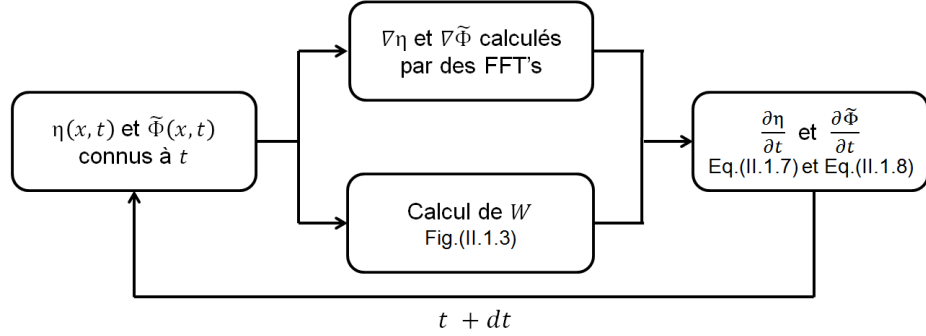 η(x, t) et Φ̃(x, t)
connus à t
∇η et ∇Φ̃ calculés
par des FFT's
Calcul de W
Fig.(II.1.3)
∂η/∂t et ∂Φ̃/∂t
Eq.(II.1.7) et Eq.(II.1.8)
t + dt